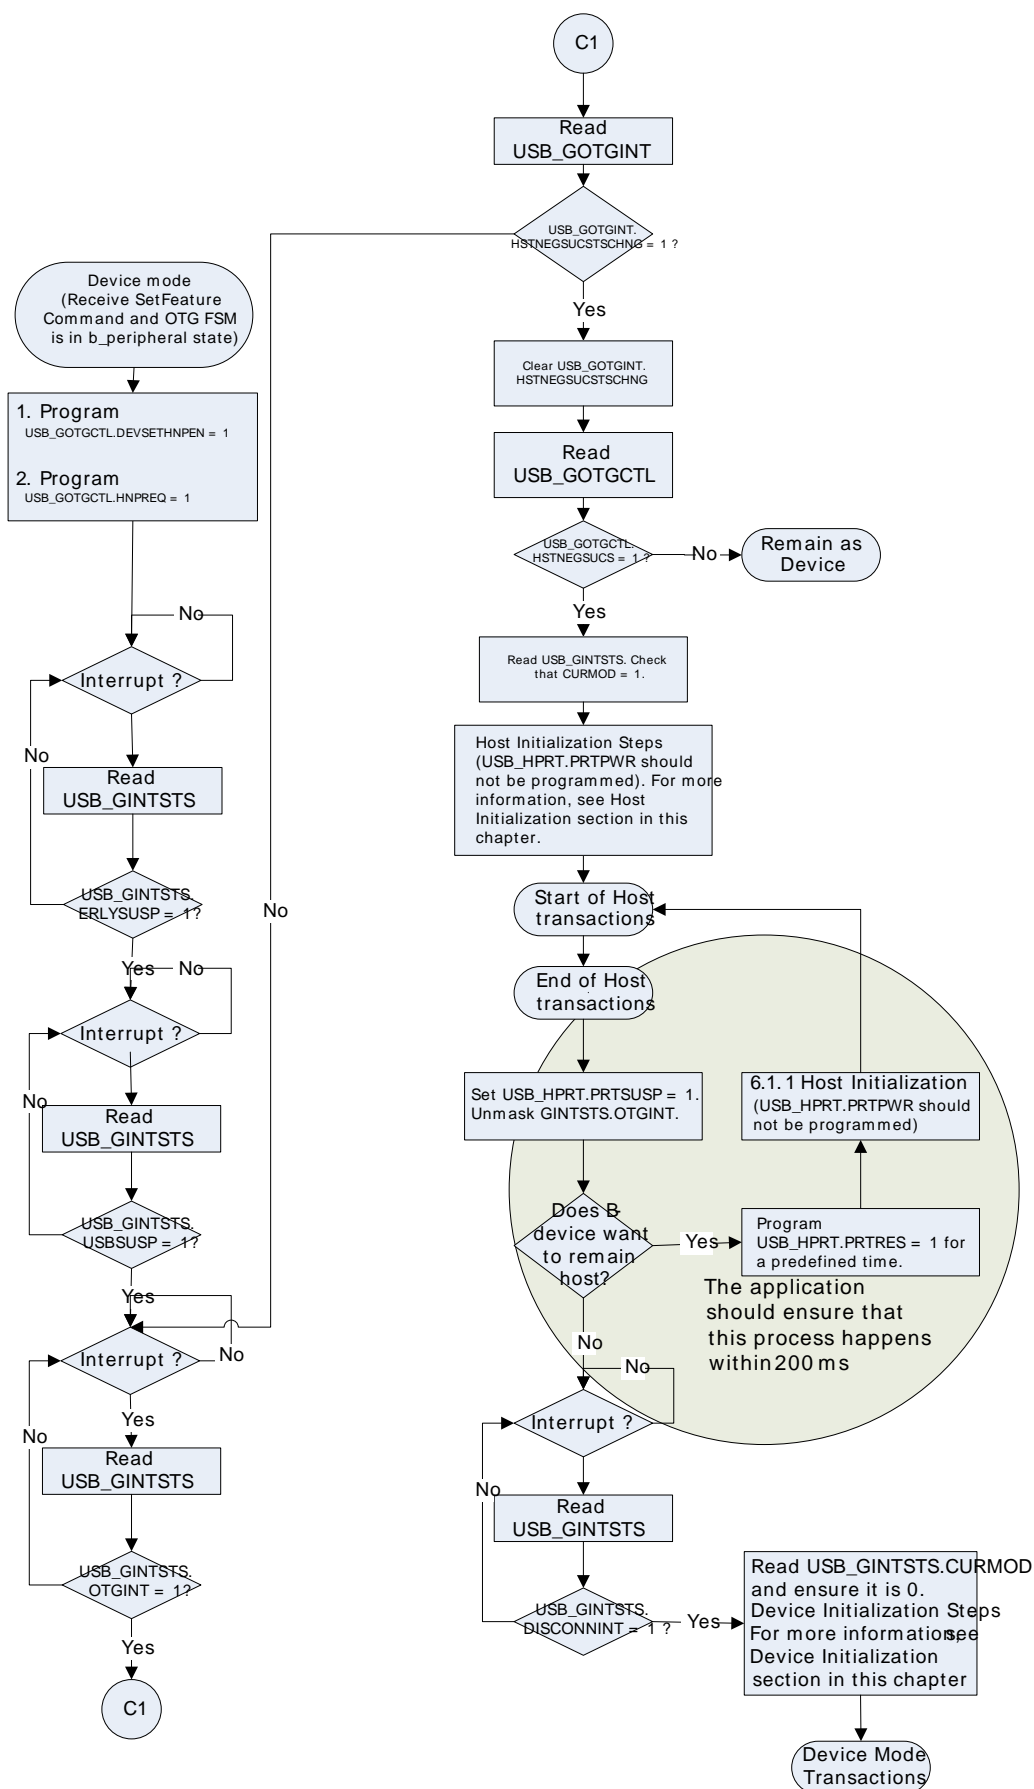 Device mode
(Receive SetFeature
Command and OTG FSM
is in b_peripheral state)
1. Program
USB_GOTGCTL.DEVSETHNPEN = 1
2. Program
USB_GOTGCTL.HNPREQ = 1
No
Interrupt ?
No
Read
USB_GINTSTS
USB_GINTSTS.
ERLYSUSP = 1?
Yes
No
Interrupt ?
No
Read
USB_GINTSTS
USB_GINTSTS.
USBSUSP = 1?
Yes
Interrupt ?
No
Yes
No
Read
USB_GINTSTS
USB_GINTSTS.
OTGINT = 1?
Yes
C1
C1
Read
USB_GOTGINT
USB_GOTGINT.
HSTNEGSUCSTSCHNG = 1 ?
No
Yes
Clear USB_GOTGINT.
HSTNEGSUCSTSCHNG
Read
USB_GOTGCTL
USB_GOTGCTL.
HSTNEGSUCS = 1 ?
No
Remain as
Device
Yes
Read USB_GINTSTS. Check
that CURMOD = 1.
Host Initialization Steps
(USB_HPRT.PRTPWR should
not be programmed). For more
information, see Host
Initialization section in this
chapter.
Start of Host
transactions
End of Host
transactions
Set USB_HPRT.PRTSUSP = 1.
Unmask GINTSTS.OTGINT.
6.1.1 Host Initialization
(USB_HPRT.PRTPWR should
not be programmed)
Does B-
device want
to remain
host?
Yes
Program
USB_HPRT.PRTRES = 1 for
a predefined time.
The application
should ensure that
this process happens
within 200 ms
No
No
Interrupt ?
No
Read
USB_GINTSTS
USB_GINTSTS.
DISCONNINT = 1 ?
Yes
Read USB_GINTSTS.CURMOD
and ensure it is 0.
Device Initialization Steps
For more information, see
Device Initialization
section in this chapter
Device Mode
Transactions